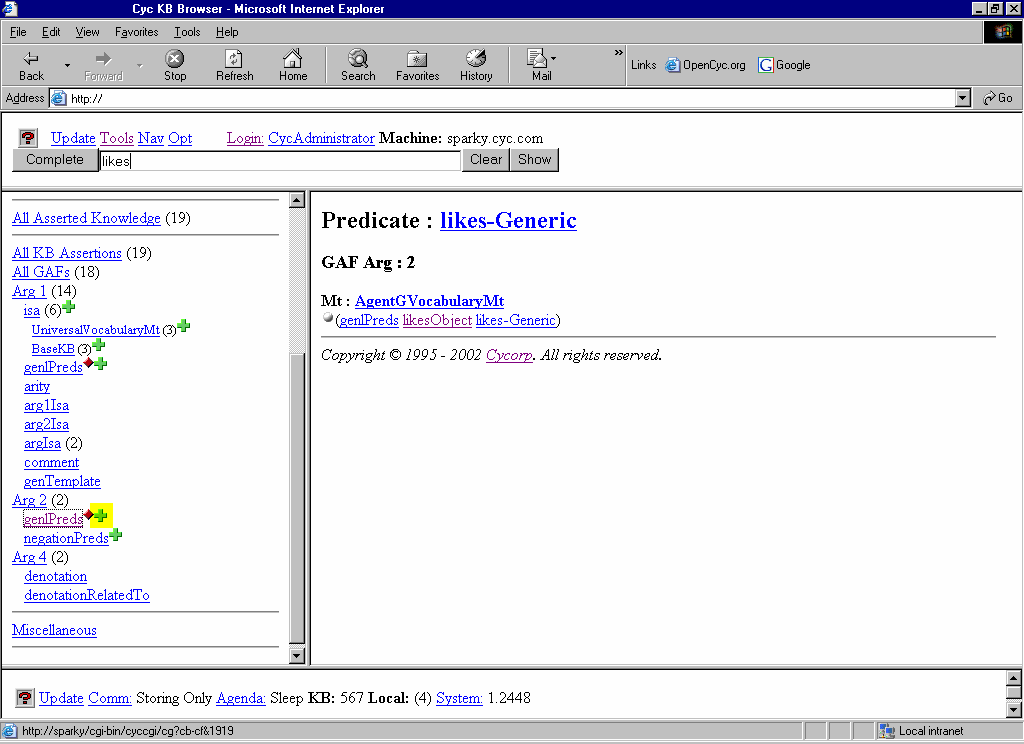 Cyc KB Browser - Microsoft Internet Explorer
File Edit View Favorites Tools Help
Back Forward Stop Refresh Home Search Favorites History Mail » Links OpenCyc.org Google
Address http:// Go
Update Tools Nav Opt Login: CycAdministrator Machine: sparky.cyc.com
Complete likes Clear Show
All Asserted Knowledge (19)
All KB Assertions (19)
All GAFs (18)
Arg 1 (14)
isa (6)
UniversalVocabularyMt (3)
BaseKB (3)
genlPreds
arity
arg1Isa
arg2Isa
argIsa (2)
comment
genTemplate
Arg 2 (2)
genlPreds
negationPreds
Arg 4 (2)
denotation
denotationRelatedTo
Miscellaneous
Predicate : likes-Generic
GAF Arg : 2
Mt : AgentGVocabularyMt
(genlPreds likesObject likes-Generic)
Copyright © 1995 - 2002 Cycorp. All rights reserved.
Update Comm: Storing Only Agenda: Sleep KB: 567 Local: (4) System: 1.2448
http://sparky/cgi-bin/cyccgi/cg?cb-cf&1919 Local intranet